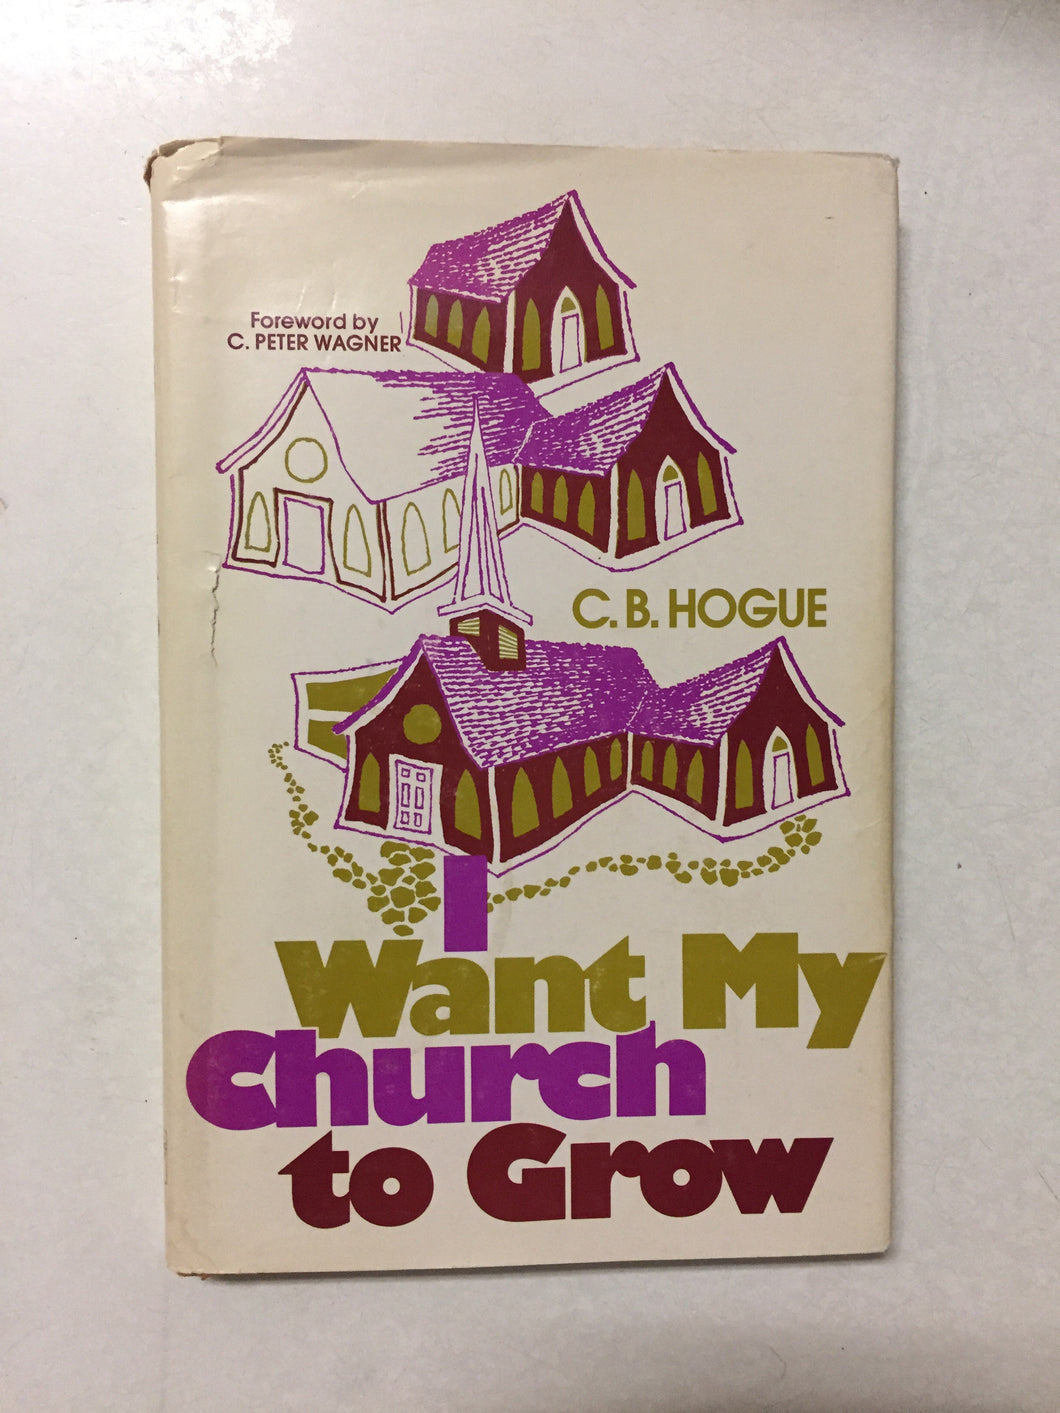 Foreword by
C. PETER WAGNER
C. B. HOGUE
I
Want My
Church
to Grow